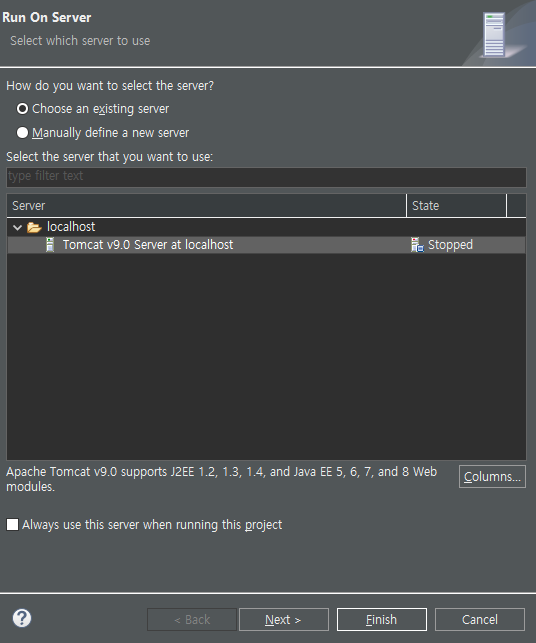 Run On Server
Select which server to use
How do you want to select the server?
Choose an existing server
Manually define a new server
Select the server that you want to use:
type filter text
Server State
localhost
Tomcat v9.0 Server at localhost Stopped
Apache Tomcat v9.0 supports J2EE 1.2, 1.3, 1.4, and Java EE 5, 6, 7, and 8 Web
modules.
Columns...
Always use this server when running this project
? < Back Next > Finish Cancel